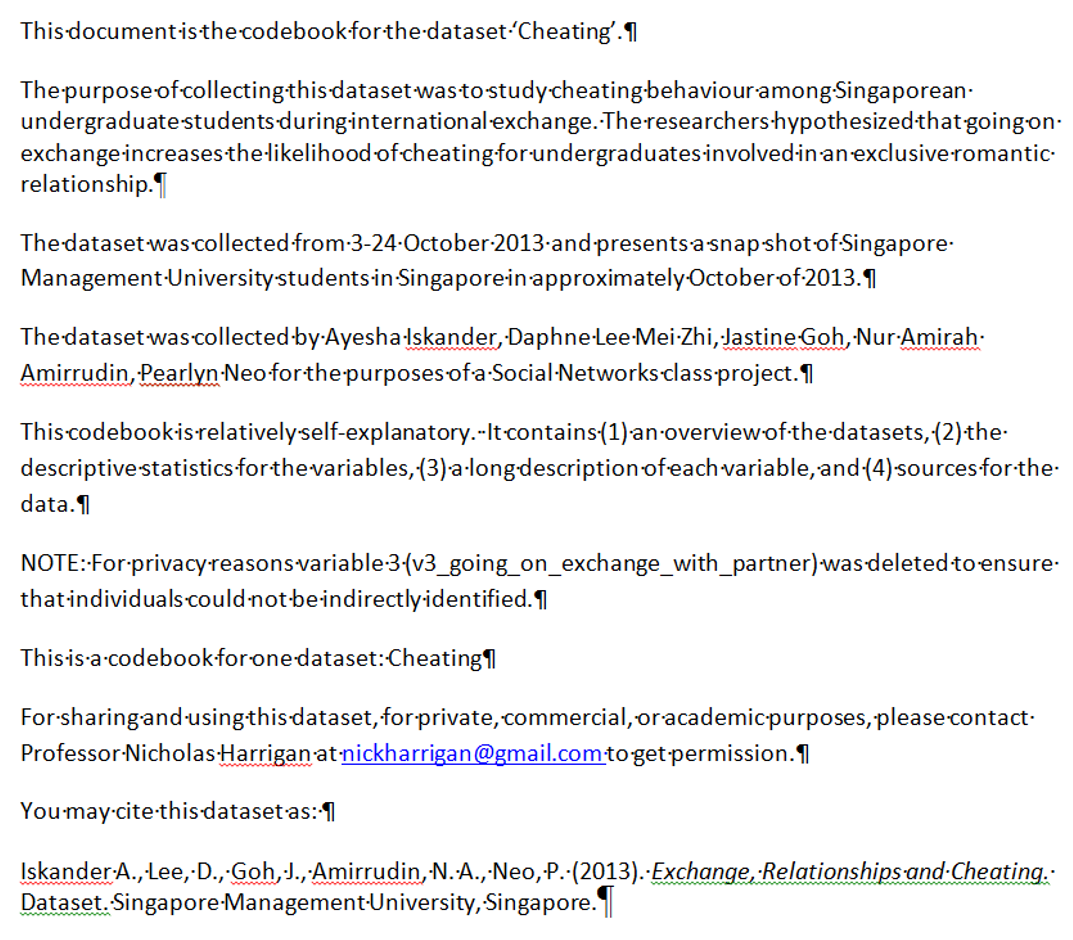 This document is the codebook for the dataset ‘Cheating’.¶
The purpose of collecting this dataset was to study cheating behaviour among Singaporean
undergraduate students during international exchange. The researchers hypothesized that going on
exchange increases the likelihood of cheating for undergraduates involved in an exclusive romantic
relationship.¶
The dataset was collected from 3-24 October 2013 and presents a snap shot of Singapore
Management University students in Singapore in approximately October of 2013.¶
The dataset was collected by Ayesha Iskander, Daphne Lee Mei Zhi, Jastine Goh, Nur Amirah
Amirrudin, Pearlyn Neo for the purposes of a Social Networks class project.¶
This codebook is relatively self-explanatory.  It contains (1) an overview of the datasets, (2) the
descriptive statistics for the variables, (3) a long description of each variable, and (4) sources for the
data.¶
NOTE: For privacy reasons variable 3 (v3_going_on_exchange_with_partner) was deleted to ensure
that individuals could not be indirectly identified.¶
This is a codebook for one dataset: Cheating¶
For sharing and using this dataset, for private, commercial, or academic purposes, please contact
Professor Nicholas Harrigan at nickharrigan@gmail.com to get permission.¶
You may cite this dataset as: ¶
Iskander A., Lee, D., Goh, J., Amirrudin, N. A., Neo, P. (2013). Exchange, Relationships and Cheating.
Dataset. Singapore Management University, Singapore.¶